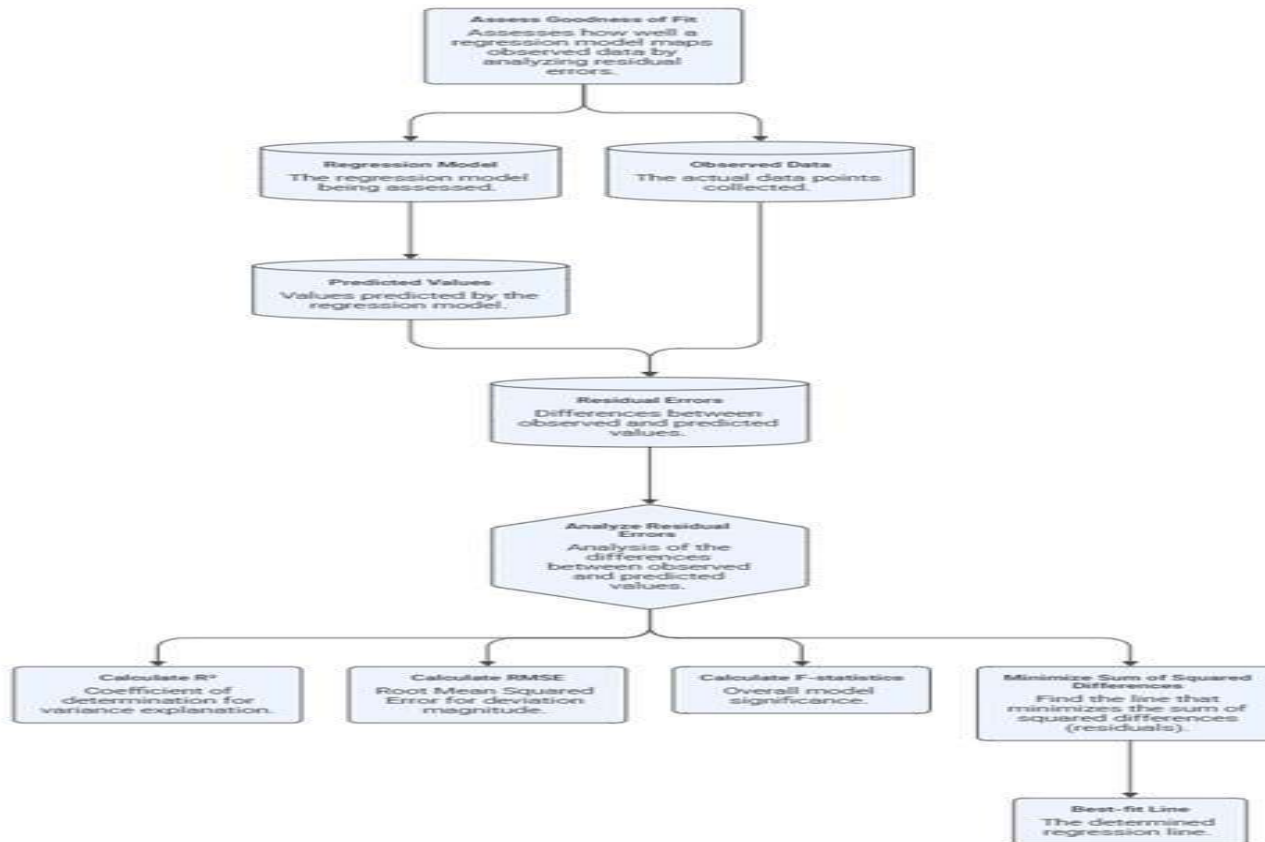 Assess Goodness of Fit
Assesses how well a
regression model maps
observed data by
analyzing residual
errors.
Regression Model
The regression model
being assessed.
Observed Data
The actual data points
collected.
Predicted Values
Values predicted by the
regression model.
Residual Errors
Differences between
observed and predicted
values.
Analyze Residual
Errors
Analysis of the
differences
between observed
and predicted
values.
Calculate R²
Coefficient of
determination for
variance explanation.
Calculate RMSE
Root Mean Squared
Error for deviation
magnitude.
Calculate F-statistics
Overall model
significance.
Minimize Sum of Squared
Differences
Find the line that
minimizes the sum of
squared differences
(residuals).
Best-fit Line
The determined
regression line.